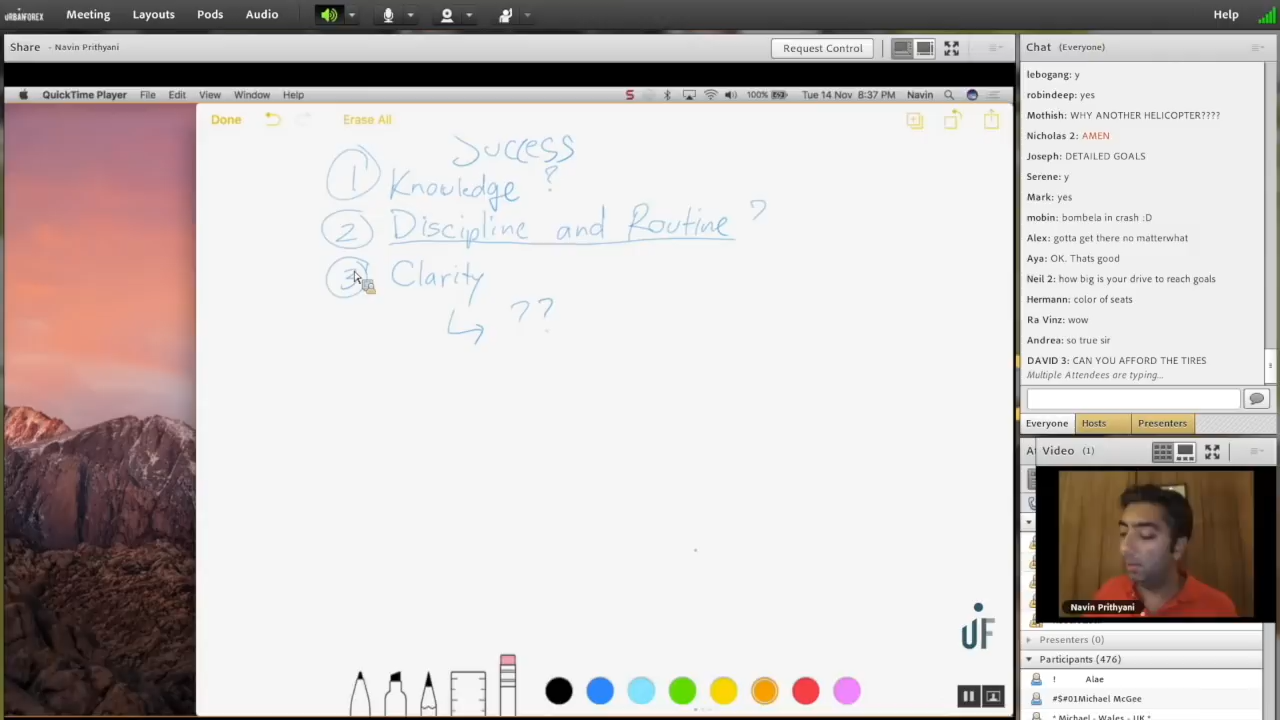 URBANFOREX
Meeting Layouts Pods Audio Help
Share - Navin Prithyani
Request Control
QuickTime Player File Edit View Window Help
S 100% Tue 14 Nov 8:37 PM Navin
Done Erase All
Success
1 Knowledge ?
2 Discipline and Routine ?
3 Clarity
??
UF
Chat (Everyone)
lebogang: y
robindeep: yes
Mothish: WHY ANOTHER HELICOPTER????
Nicholas 2: AMEN
Joseph: DETAILED GOALS
Serene: y
Mark: yes
mobin: bombela in crash :D
Alex: gotta get there no matterwhat
Aya: OK. Thats good
Neil 2: how big is your drive to reach goals
Hermann: color of seats
Ra Vinz: wow
Andrea: so true sir
DAVID 3: CAN YOU AFFORD THE TIRES
Multiple Attendees are typing...
Everyone Hosts Presenters
A Video (1)
Navin Prithyani
Presenters (0)
Participants (476)
! Alae
#$#01Michael McGee
* Michael - Wales - UK *